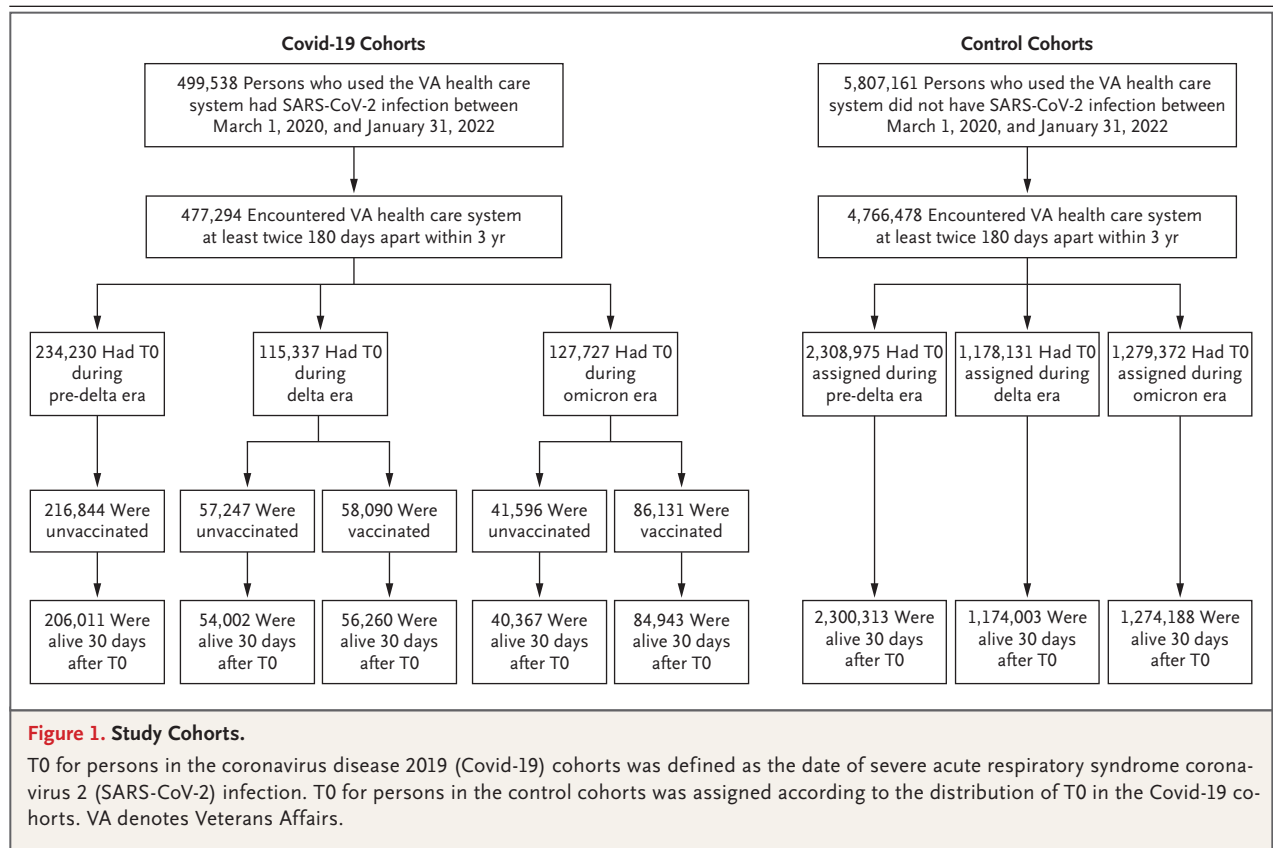 Covid-19 Cohorts
499,538 Persons who used the VA health care
system had SARS-CoV-2 infection between
March 1, 2020, and January 31, 2022
477,294 Encountered VA health care system
at least twice 180 days apart within 3 yr
234,230 Had T0
during
pre-delta era
115,337 Had T0
during
delta era
127,727 Had T0
during
omicron era
216,844 Were
unvaccinated
57,247 Were
unvaccinated
58,090 Were
vaccinated
41,596 Were
unvaccinated
86,131 Were
vaccinated
206,011 Were
alive 30 days
after T0
54,002 Were
alive 30 days
after T0
56,260 Were
alive 30 days
after T0
40,367 Were
alive 30 days
after T0
84,943 Were
alive 30 days
after T0
Control Cohorts
5,807,161 Persons who used the VA health care
system did not have SARS-CoV-2 infection between
March 1, 2020, and January 31, 2022
4,766,478 Encountered VA health care system
at least twice 180 days apart within 3 yr
2,308,975 Had T0
assigned during
pre-delta era
1,178,131 Had T0
assigned during
delta era
1,279,372 Had T0
assigned during
omicron era
2,300,313 Were
alive 30 days
after T0
1,174,003 Were
alive 30 days
after T0
1,274,188 Were
alive 30 days
after T0
Figure 1. Study Cohorts.
T0 for persons in the coronavirus disease 2019 (Covid-19) cohorts was defined as the date of severe acute respiratory syndrome corona-
virus 2 (SARS-CoV-2) infection. T0 for persons in the control cohorts was assigned according to the distribution of T0 in the Covid-19 co-
horts. VA denotes Veterans Affairs.